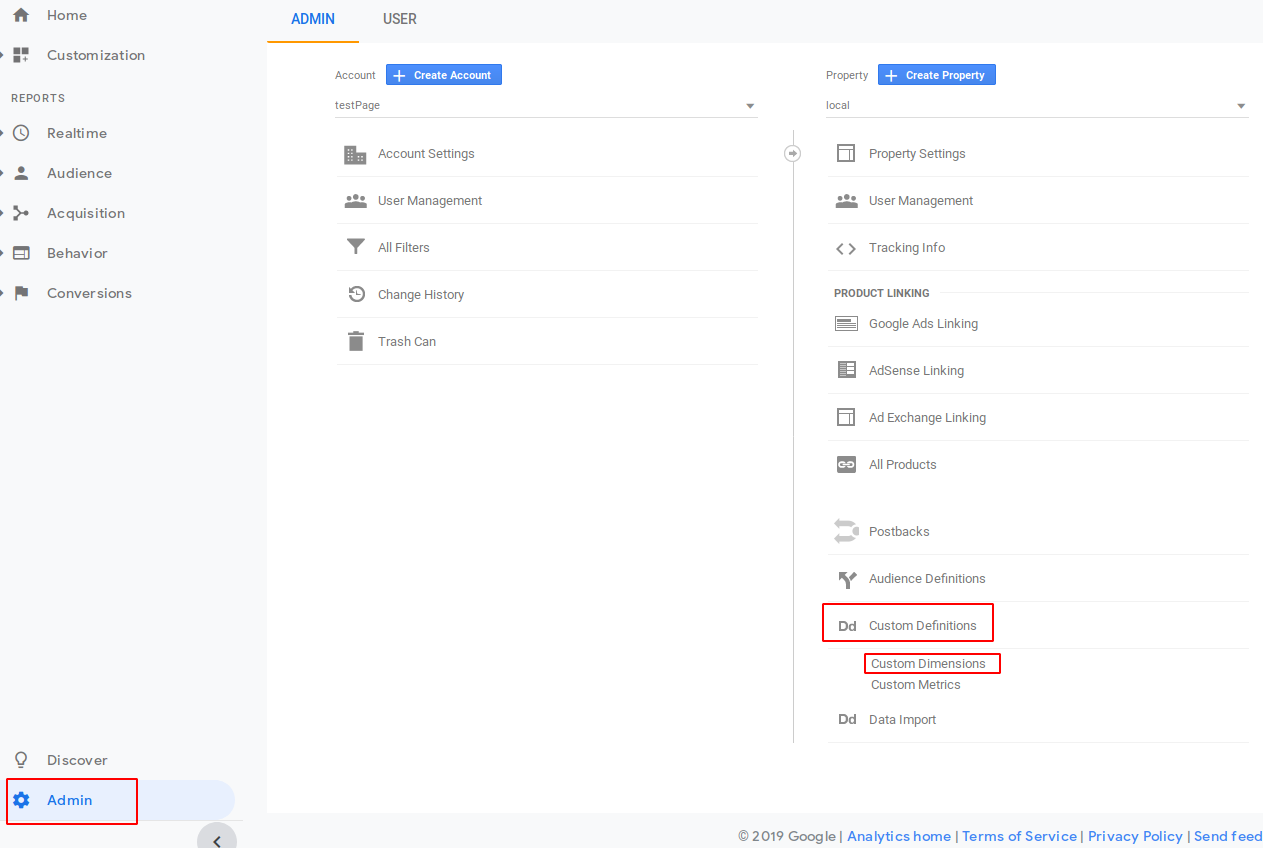 Home
Customization
REPORTS
Realtime
Audience
Acquisition
Behavior
Conversions
Discover
Admin
ADMIN USER
Account + Create Account
testPage
Account Settings
User Management
All Filters
Change History
Trash Can
Property + Create Property
local
Property Settings
User Management
Tracking Info
PRODUCT LINKING
Google Ads Linking
AdSense Linking
Ad Exchange Linking
All Products
Postbacks
Audience Definitions
Dd Custom Definitions
Custom Dimensions
Custom Metrics
Dd Data Import
© 2019 Google | Analytics home | Terms of Service | Privacy Policy | Send feed